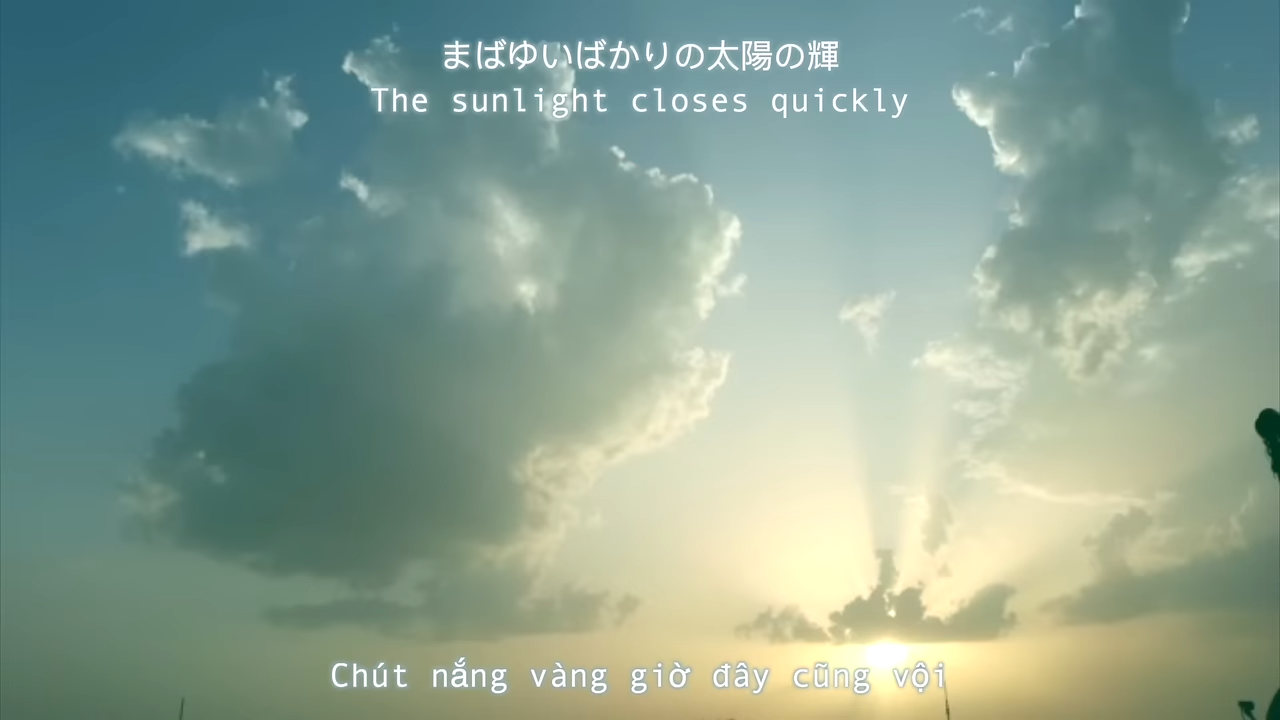 まばゆいばかりの太陽の輝
The sunlight closes quickly
Chút nắng vàng giờ đây cũng vội